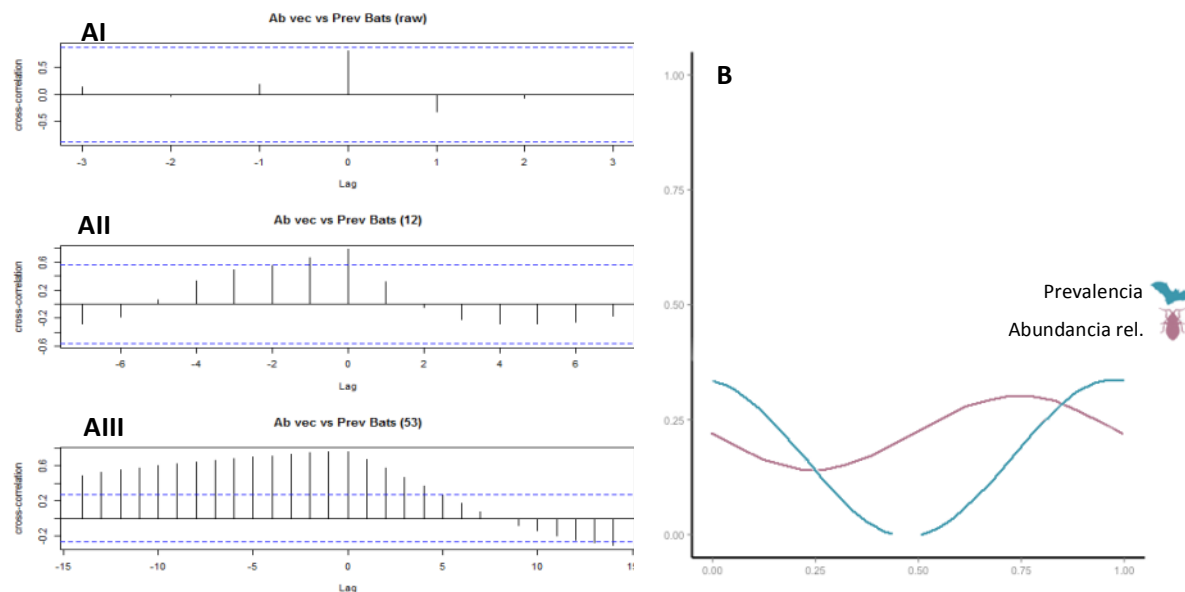 AI
Ab vec vs Prev Bats (raw)
cross-correlation
0.5
0.0
-0.5
-3
-2
-1
0
1
2
3
Lag
AII
Ab vec vs Prev Bats (12)
cross-correlation
0.6
0.2
-0.2
-0.6
-6
-4
-2
0
2
4
6
Lag
AIII
Ab vec vs Prev Bats (53)
cross-correlation
0.6
0.2
-0.2
-15
-10
-5
0
5
10
Lag
B
1.00
0.75
0.50
0.25
0.00
0.00
0.25
0.50
0.75
1.00
Prevalencia
Abundancia rel.